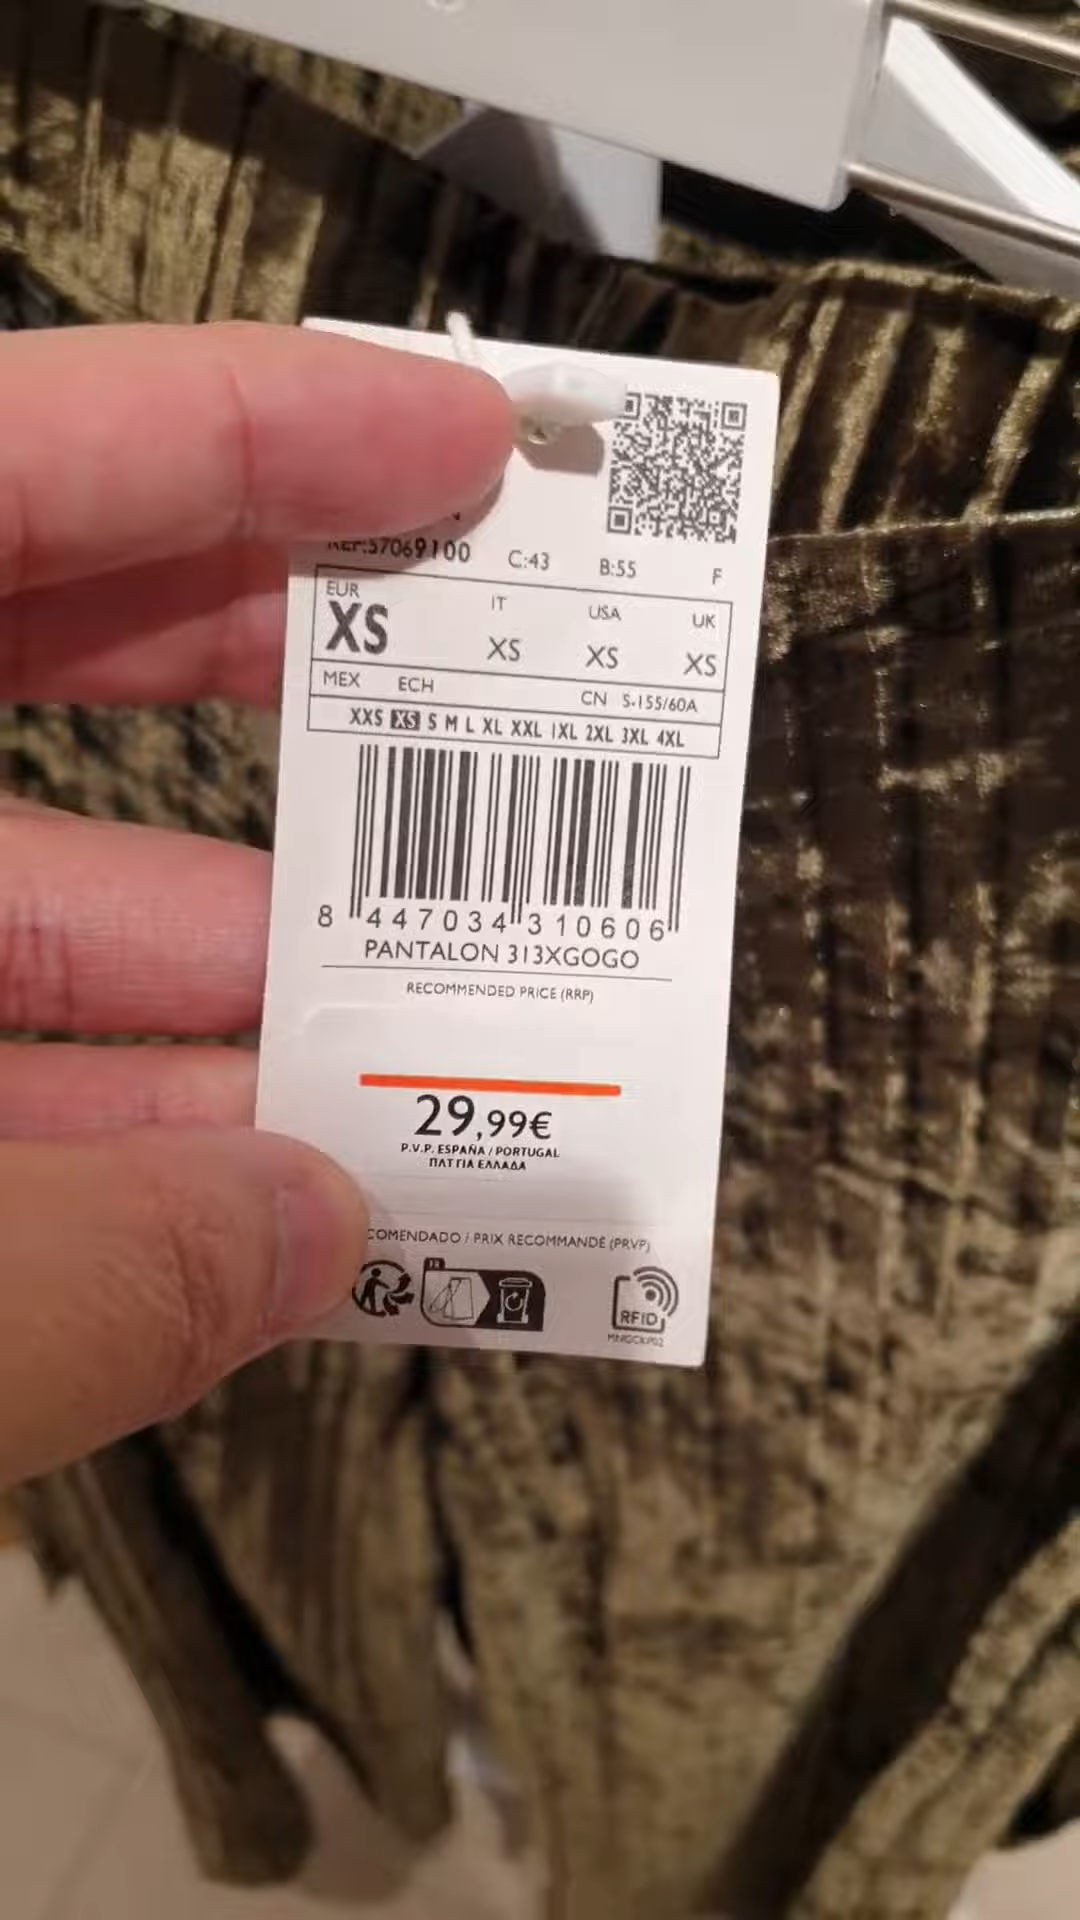 REF:57069100 C:43 B:55 F
EUR IT USA UK
XS XS XS XS
MEX ECH CN S-155/60A
XXS XS S M L XL XXL 1XL 2XL 3XL 4XL
8 447034 310606
PANTALON 313XGOGO
RECOMMENDED PRICE (RRP)
29,99€
P.V.P. ESPAÑA / PORTUGAL
ΠΛΤ ΓΙΑ ΕΛΛΑΔΑ
COMENDADO / PRIX RECOMMANDÉ (PRVP)
FR
RFID